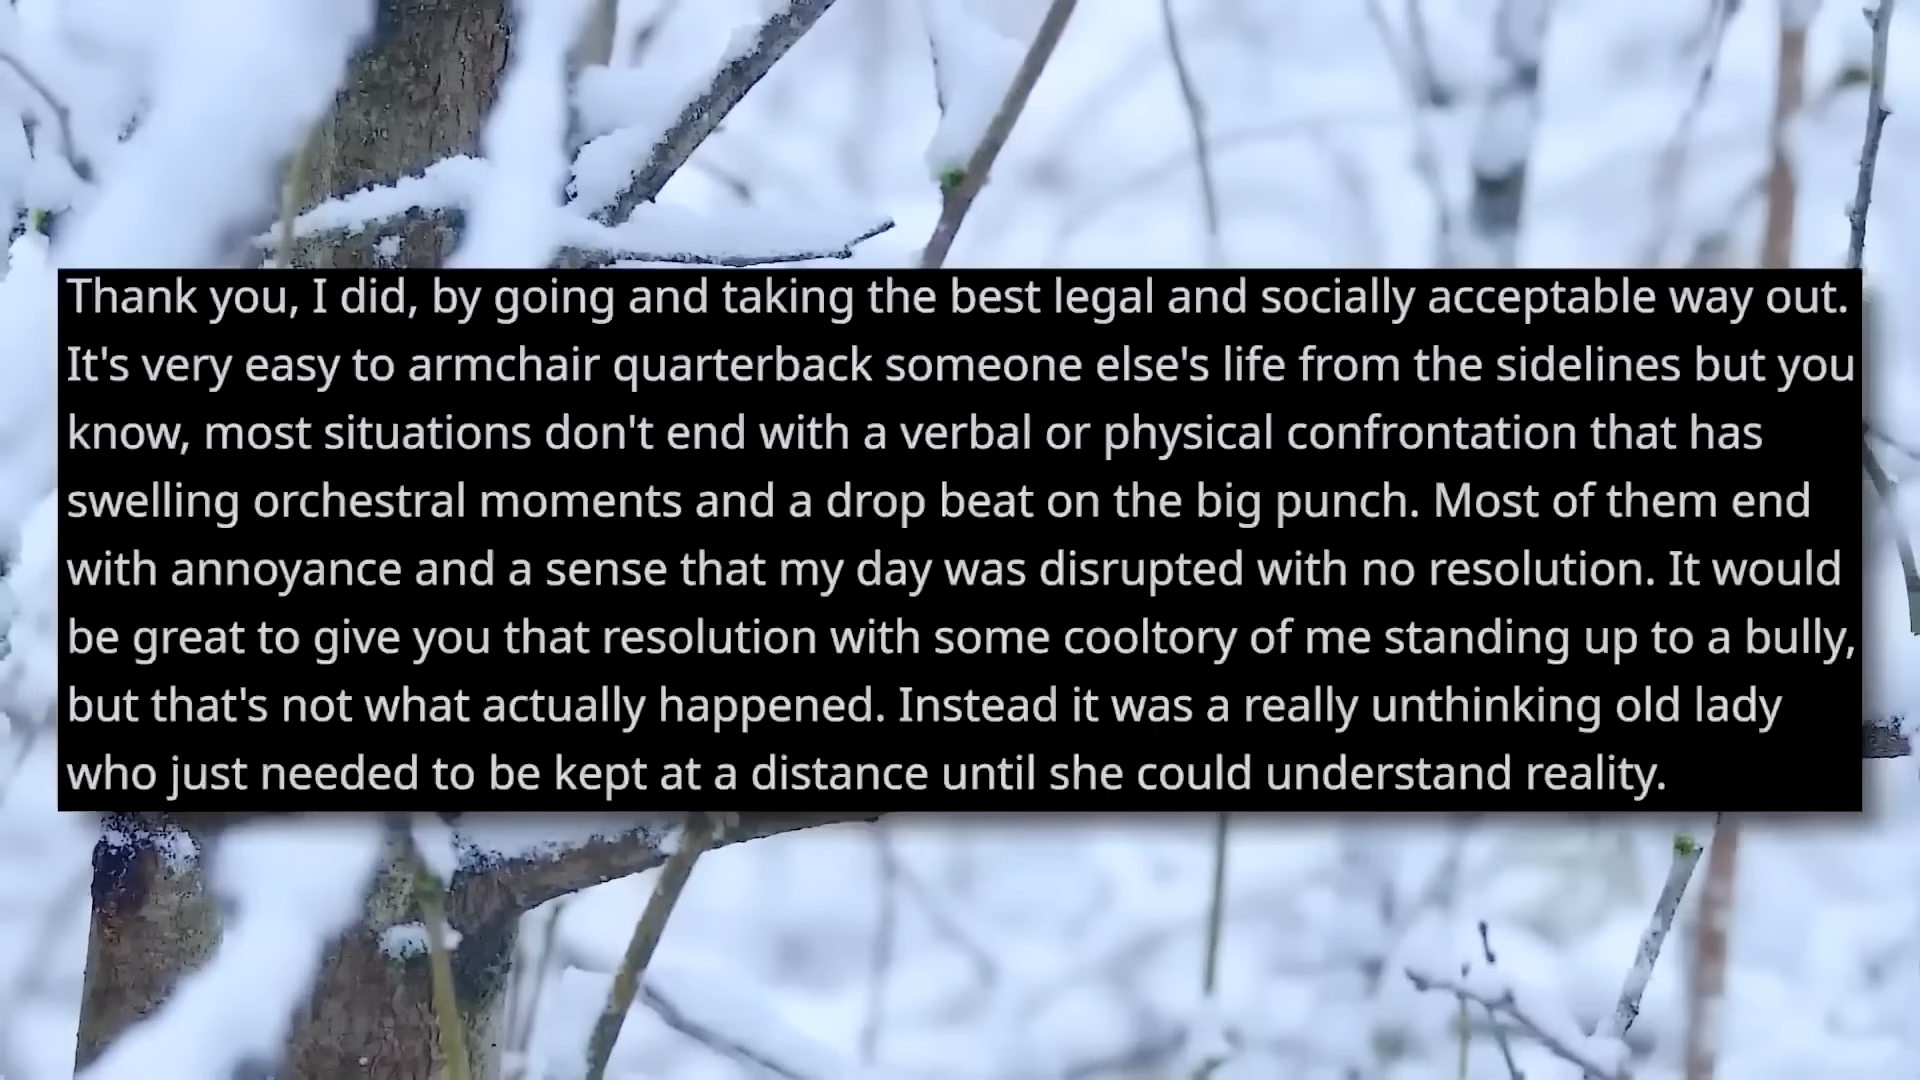 Thank you, I did, by going and taking the best legal and socially acceptable way out.
It's very easy to armchair quarterback someone else's life from the sidelines but you
know, most situations don't end with a verbal or physical confrontation that has
swelling orchestral moments and a drop beat on the big punch. Most of them end
with annoyance and a sense that my day was disrupted with no resolution. It would
be great to give you that resolution with some cooltory of me standing up to a bully,
but that's not what actually happened. Instead it was a really unthinking old lady
who just needed to be kept at a distance until she could understand reality.